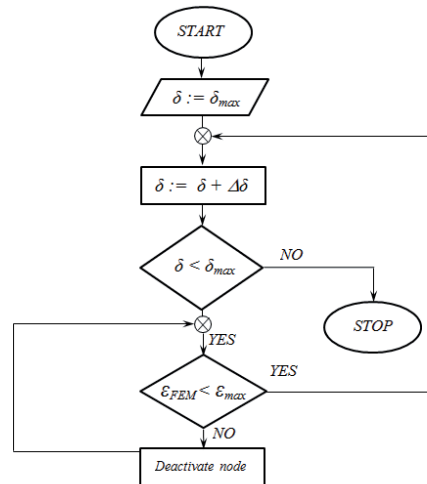 START
δ := δmax
δ := δ + Δδ
δ < δmax
NO
STOP
YES
εFEM < εmax
YES
NO
Deactivate node